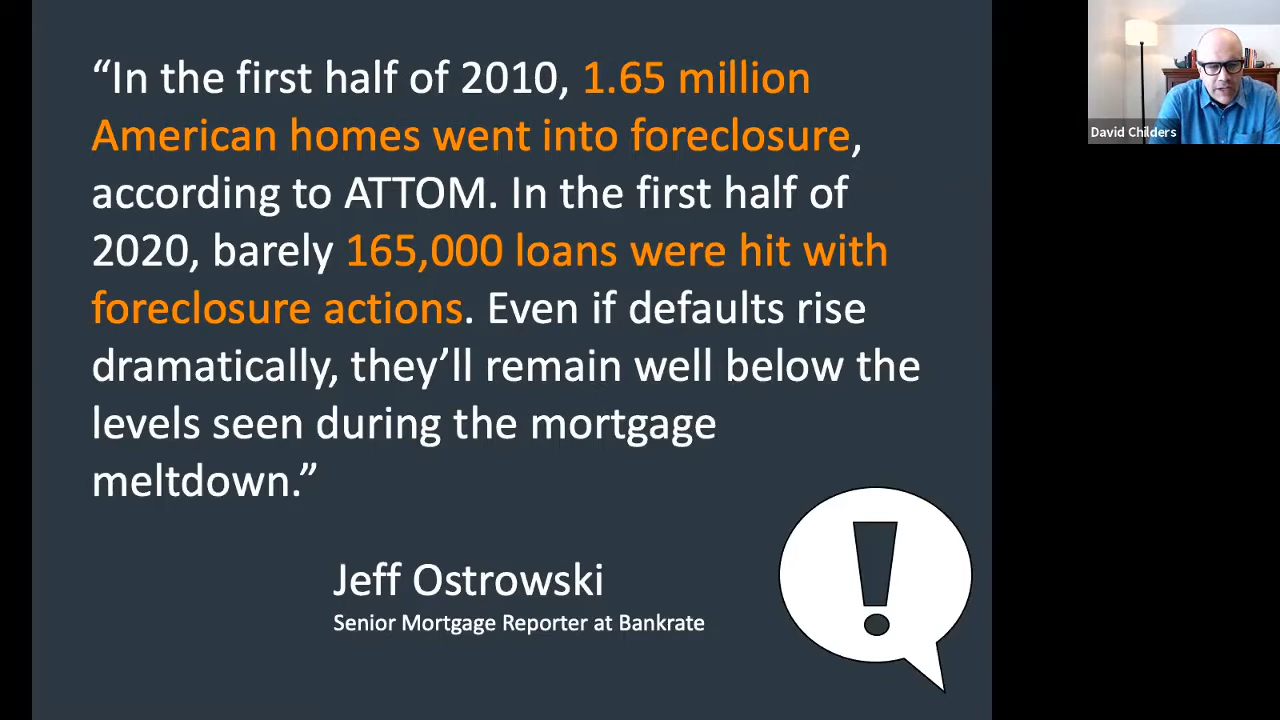 “In the first half of 2010, 1.65 million
American homes went into foreclosure,
according to ATTOM. In the first half of
2020, barely 165,000 loans were hit with
foreclosure actions. Even if defaults rise
dramatically, they’ll remain well below the
levels seen during the mortgage
meltdown.”
Jeff Ostrowski
Senior Mortgage Reporter at Bankrate
!
David Childers